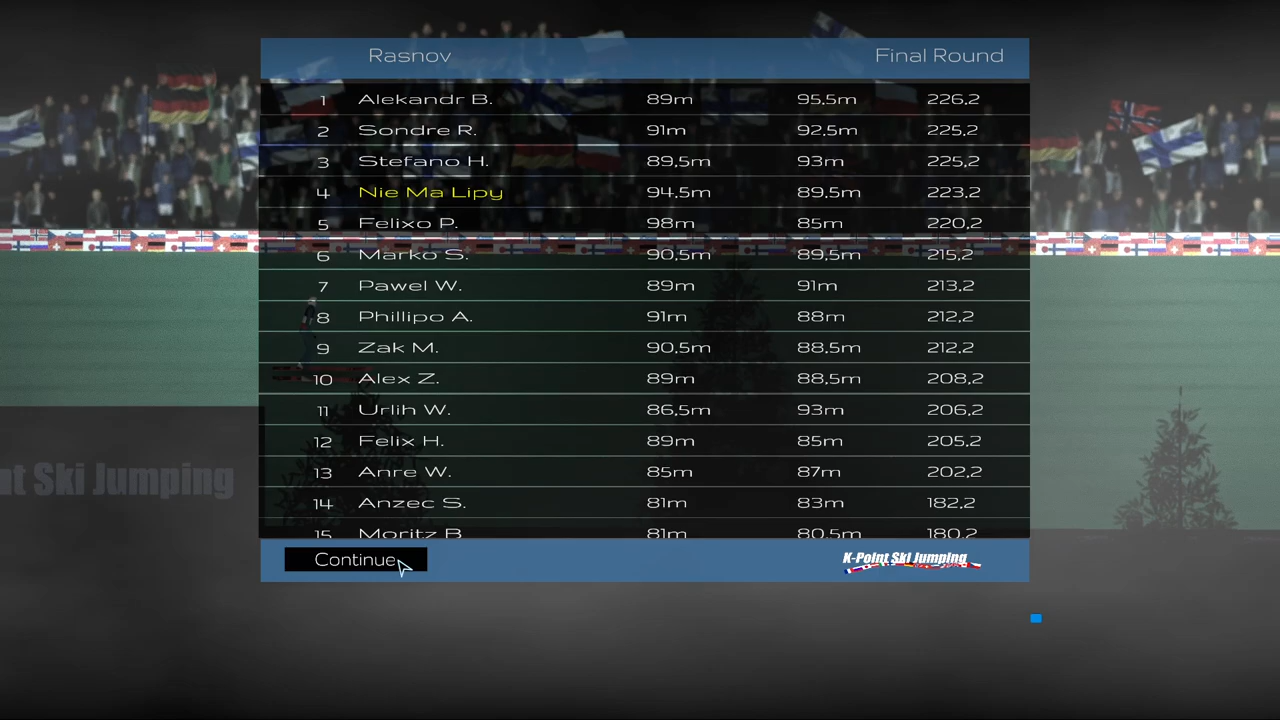 Rasnov Final Round
1 Alekandr B. 89m 95,5m 226,2
2 Sondre R. 91m 92,5m 225,2
3 Stefano H. 89,5m 93m 225,2
4 Nie Ma Lipy 94,5m 89,5m 223,2
5 Felixo P. 98m 85m 220,2
6 Marko S. 90,5m 89,5m 215,2
7 Pawel W. 89m 91m 213,2
8 Phillipo A. 91m 88m 212,2
9 Zak M. 90,5m 88,5m 212,2
10 Alex Z. 89m 88,5m 208,2
11 Urlih W. 86,5m 93m 206,2
12 Felix H. 89m 85m 205,2
13 Anre W. 85m 87m 202,2
14 Anzec S. 81m 83m 182,2
15 Moritz B 81m 80,5m 180,2
nt Ski Jumping
Continue
K-Point Ski Jumping